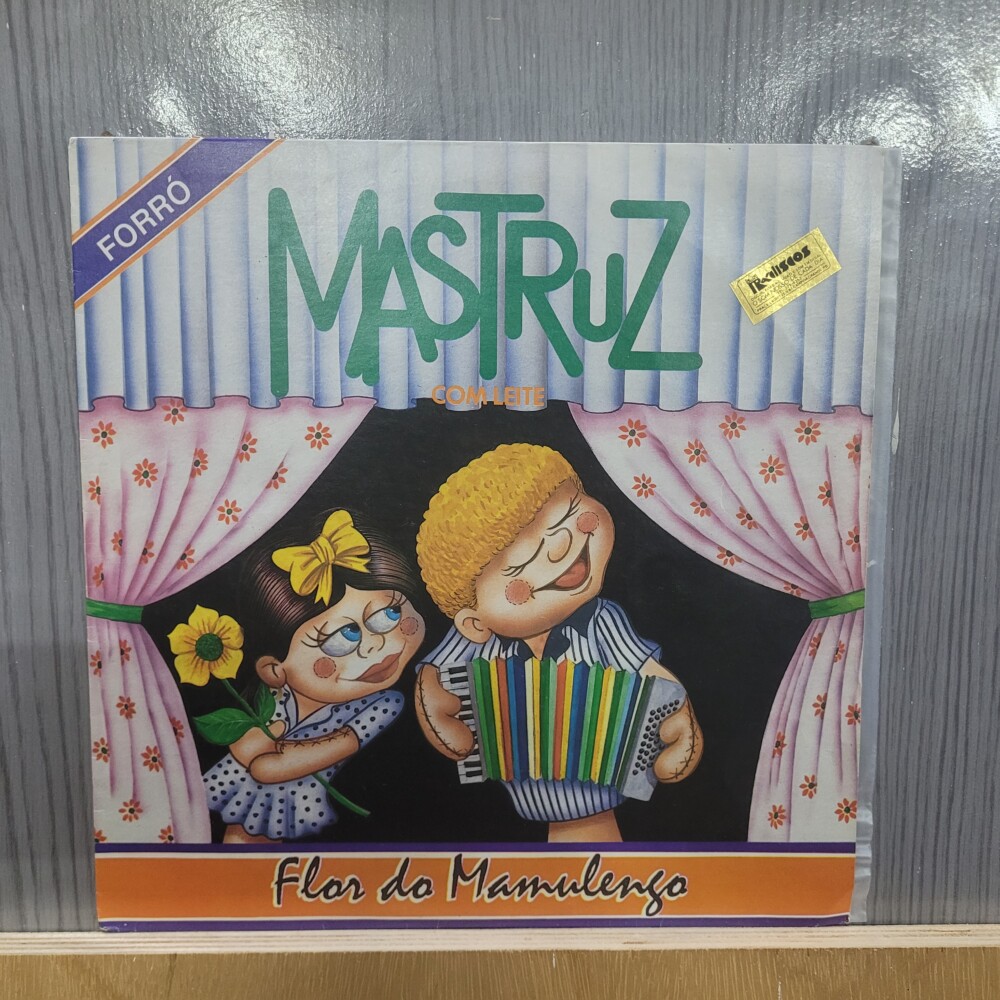 FORRÓ
MASTRUZ
COM LEITE
Flor do Mamulengo